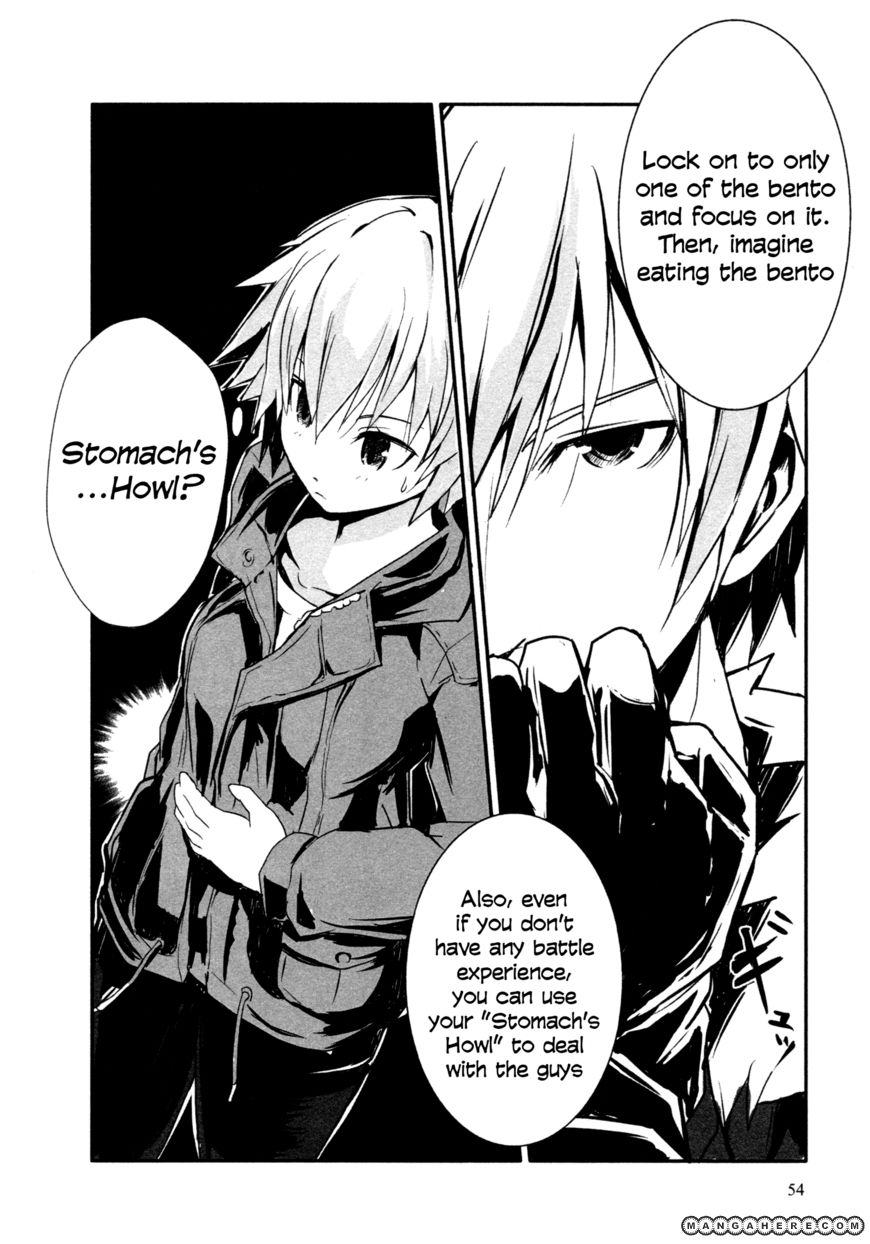 Lock on to only
one of the bento
and focus on it.
Then, imagine
eating the bento
Also, even
if you don't
have any battle
experience,
you can use
your "Stomach's
Howl" to deal
with the guys
ギュッ
Stomach's
...Howl?
54
MANGAHERE.COM